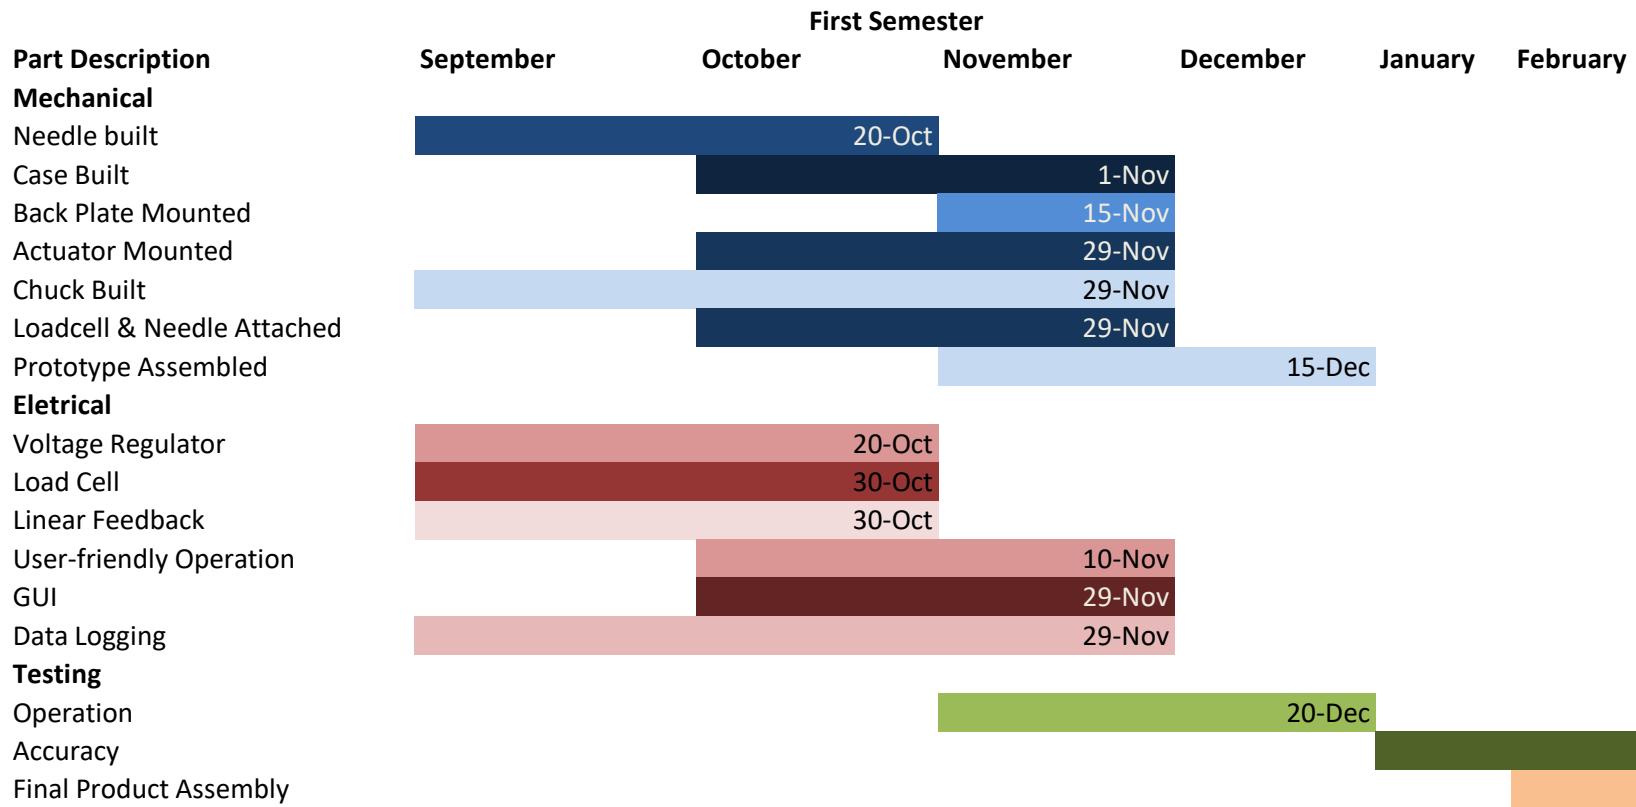 First Semester
Part Description September October November December January February
Mechanical
Needle built 20-Oct
Case Built 1-Nov
Back Plate Mounted 15-Nov
Actuator Mounted 29-Nov
Chuck Built 29-Nov
Loadcell & Needle Attached 29-Nov
Prototype Assembled 15-Dec
Eletrical
Voltage Regulator 20-Oct
Load Cell 30-Oct
Linear Feedback 30-Oct
User-friendly Operation 10-Nov
GUI 29-Nov
Data Logging 29-Nov
Testing
Operation 20-Dec
Accuracy
Final Product Assembly